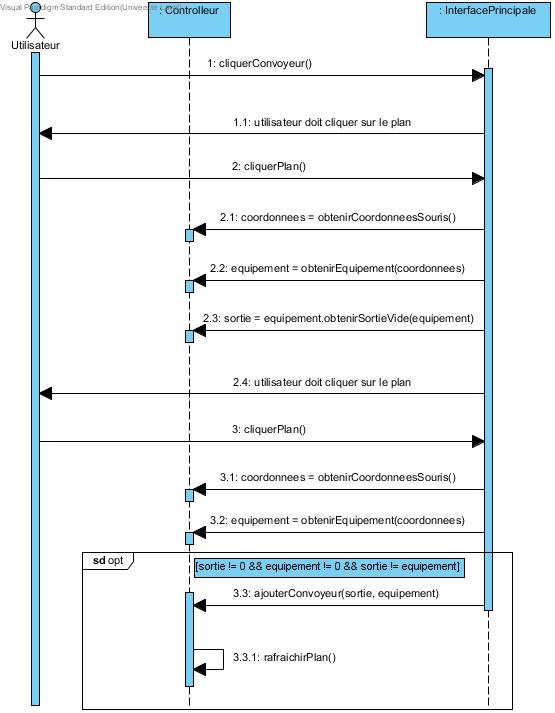 Visual Paradigm Standard Edition(Universite
: Controlleur
: InterfacePrincipale
Utilisateur
1: cliquerConvoyeur()
1.1: utilisateur doit cliquer sur le plan
2: cliquerPlan()
2.1: coordonnees = obtenirCoordonneesSouris()
2.2: equipement = obtenirEquipement(coordonnees)
2.3: sortie = equipement.obtenirSortieVide(equipement)
2.4: utilisateur doit cliquer sur le plan
3: cliquerPlan()
3.1: coordonnees = obtenirCoordonneesSouris()
3.2: equipement = obtenirEquipement(coordonnees)
sd opt
[sortie != 0 && equipement != 0 && sortie != equipement]
3.3: ajouterConvoyeur(sortie, equipement)
3.3.1: rafraichirPlan()